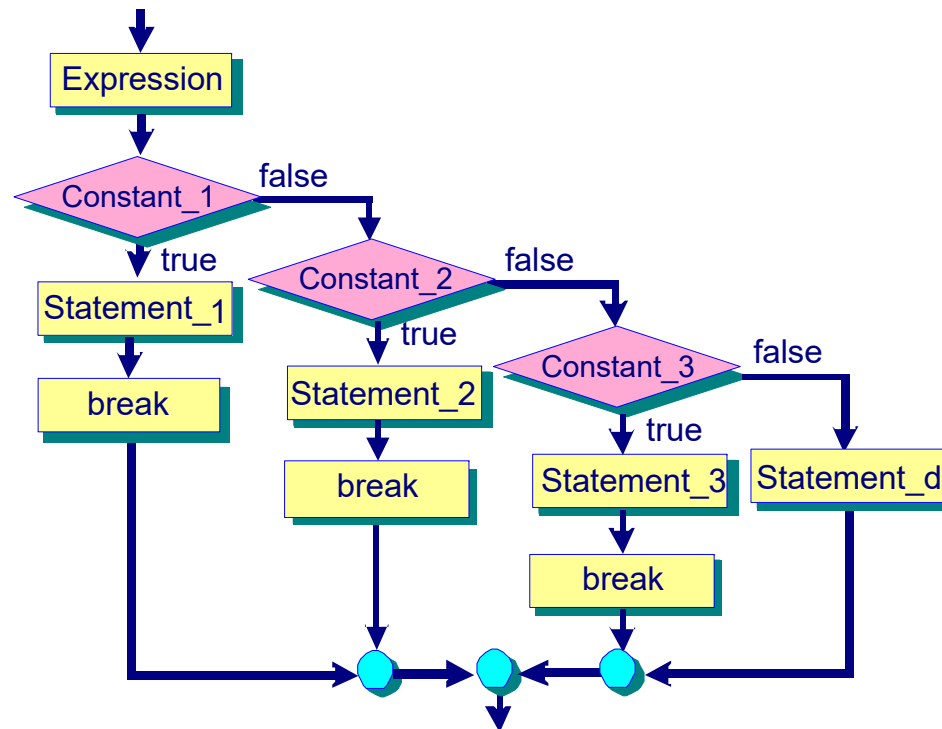 Expression
Constant_1
false
true
Constant_2
false
Statement_1
true
Constant_3
false
Statement_2
break
true
Statement_3
Statement_d
break
break